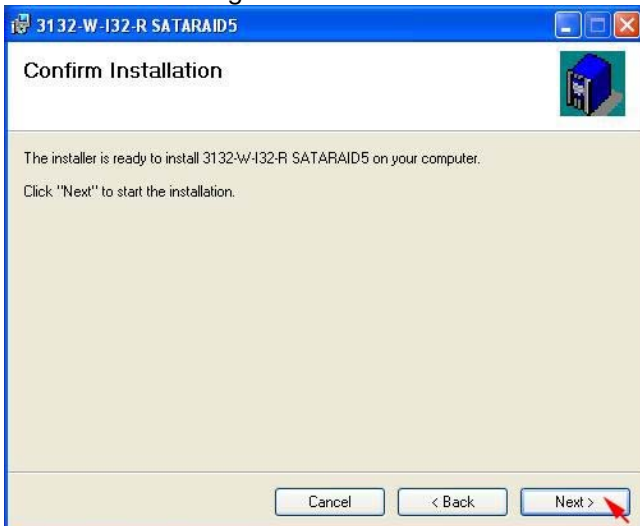 3132-W-I32-R SATARAID5
Confirm Installation
The installer is ready to install 3132-W-I32-R SATARAID5 on your computer.
Click "Next" to start the installation.
Cancel
< Back
Next >